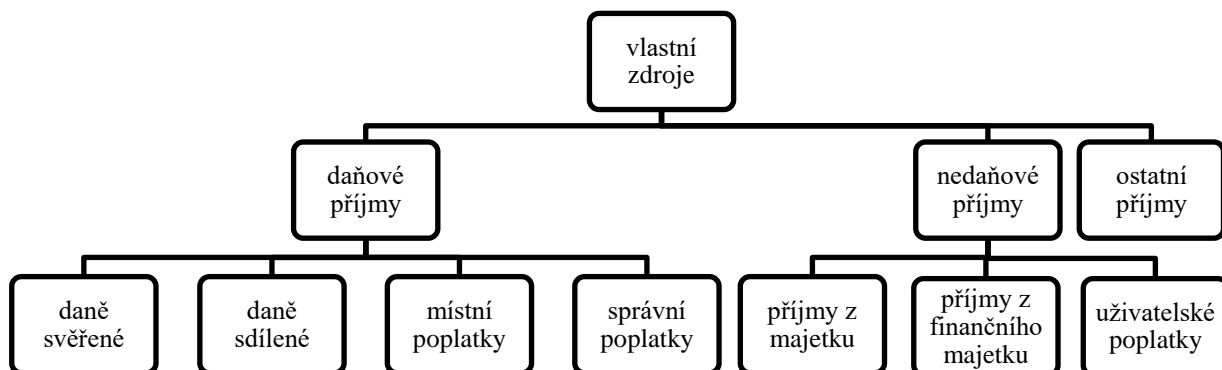 vlastní
zdroje
daňové
příjmy
nedaňové
příjmy
ostatní
příjmy
daně
svěřené
daně
sdílené
místní
poplatky
správní
poplatky
příjmy z
majetku
příjmy z
finančního
majetku
uživatelské
poplatky